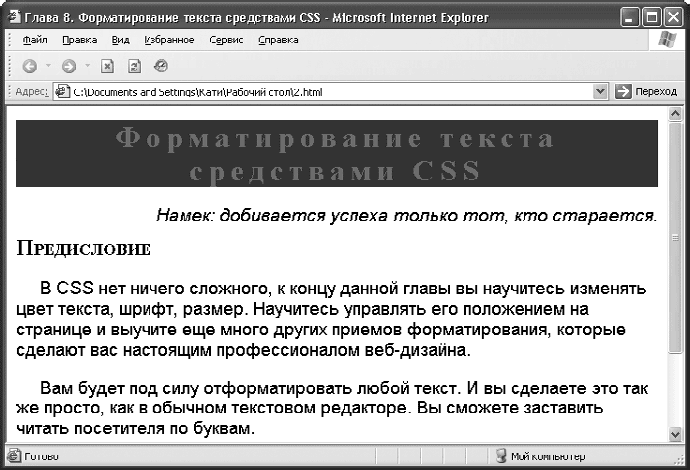 Глава 8. Форматирование текста средствами CSS - Microsoft Internet Explorer
Файл Правка Вид Избранное Сервис Справка
Адрес: C:\Documents and Settings\Кати\Рабочий стол\2.html Переход
Форматирование текста
средствами CSS
Намек: добивается успеха только тот, кто старается.
Предисловие
В CSS нет ничего сложного, к концу данной главы вы научитесь изменять
цвет текста, шрифт, размер. Научитесь управлять его положением на
странице и выучите еще много других приемов форматирования, которые
сделают вас настоящим профессионалом веб-дизайна.
Вам будет под силу отформатировать любой текст. И вы сделаете это так
же просто, как в обычном текстовом редакторе. Вы сможете заставить
читать посетителя по буквам.
Готово Мой компьютер